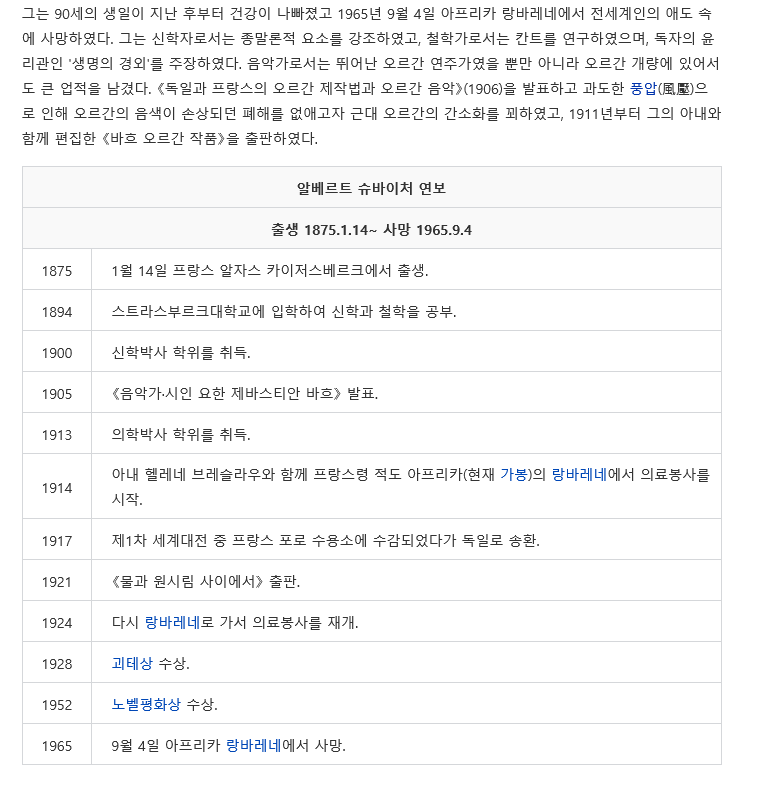 그는 90세의 생일이 지난 후부터 건강이 나빠졌고 1965년 9월 4일 아프리카 랑바레네에서 전세계인의 애도 속
에 사망하였다. 그는 신학자로서는 종말론적 요소를 강조하였고, 철학가로서는 칸트를 연구하였으며, 독자의 윤
리관인 '생명의 경외'를 주장하였다. 음악가로서는 뛰어난 오르간 연주가였을 뿐만 아니라 오르간 개량에 있어서
도 큰 업적을 남겼다. 《독일과 프랑스의 오르간 제작법과 오르간 음악》(1906)을 발표하고 과도한 풍압(風壓)으
로 인해 오르간의 음색이 손상되던 폐해를 없애고자 근대 오르간의 간소화를 꾀하였고, 1911년부터 그의 아내와
함께 편집한 《바흐 오르간 작품》을 출판하였다.
알베르트 슈바이처 연보
출생 1875.1.14~ 사망 1965.9.4
1875 1월 14일 프랑스 알자스 카이저스베르크에서 출생.
1894 스트라스부르크대학교에 입학하여 신학과 철학을 공부.
1900 신학박사 학위를 취득.
1905 《음악가·시인 요한 제바스티안 바흐》 발표.
1913 의학박사 학위를 취득.
1914 아내 헬레네 브레슬라우와 함께 프랑스령 적도 아프리카(현재 가봉)의 랑바레네에서 의료봉사를
시작.
1917 제1차 세계대전 중 프랑스 포로 수용소에 수감되었다가 독일로 송환.
1921 《물과 원시림 사이에서》 출판.
1924 다시 랑바레네로 가서 의료봉사를 재개.
1928 괴테상 수상.
1952 노벨평화상 수상.
1965 9월 4일 아프리카 랑바레네에서 사망.